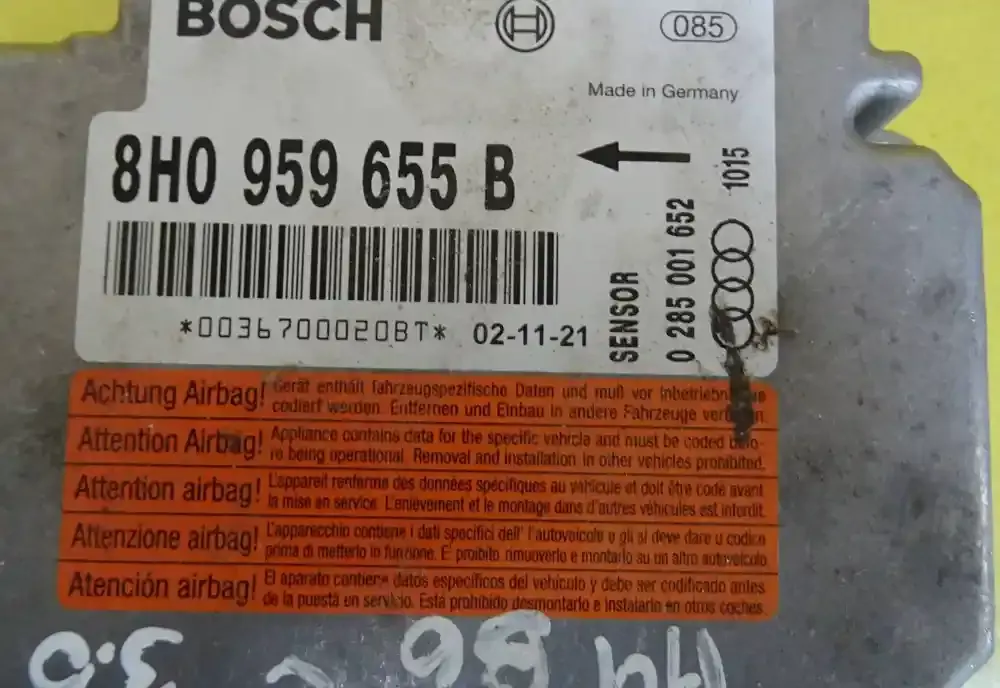 BOSCH
085
Made in Germany
8H0 959 655 B
1015
SENSOR
0 285 001 652
*00367000208T* 02-11-21
Achtung Airbag! Gerät enthält fahrzeugspezifische Daten und muß vor
codiert werden. Entfernen und Einbau in andere Fahrzeuge
Attention Airbag! Appliance contains data for the specific vehicle and must be coded befo-
re being operational. Removal and installation in other vehicles prohibited.
Attention airbag! L'appareil renferme des données spécifiques au véhicule et doit être codé avant
la mise en service. L'enlèvement et le montage dans d'autres véhicules est interdit.
Attenzione airbag! L'apparecchio contiene i dati specifici dell' l'autoveicolo e gli si deve dare u codice
prima di metterlo in funzione. E' proibito rimuoverlo e montarlo su un altro autoveicolo
Atención airbag! El aparato contiene datos específicos del vehículo y debe ser codificado antes
de la puesta en servicio. Está prohibido desmontarlo e instalarlo en otros coches.
A4 B6
3.0